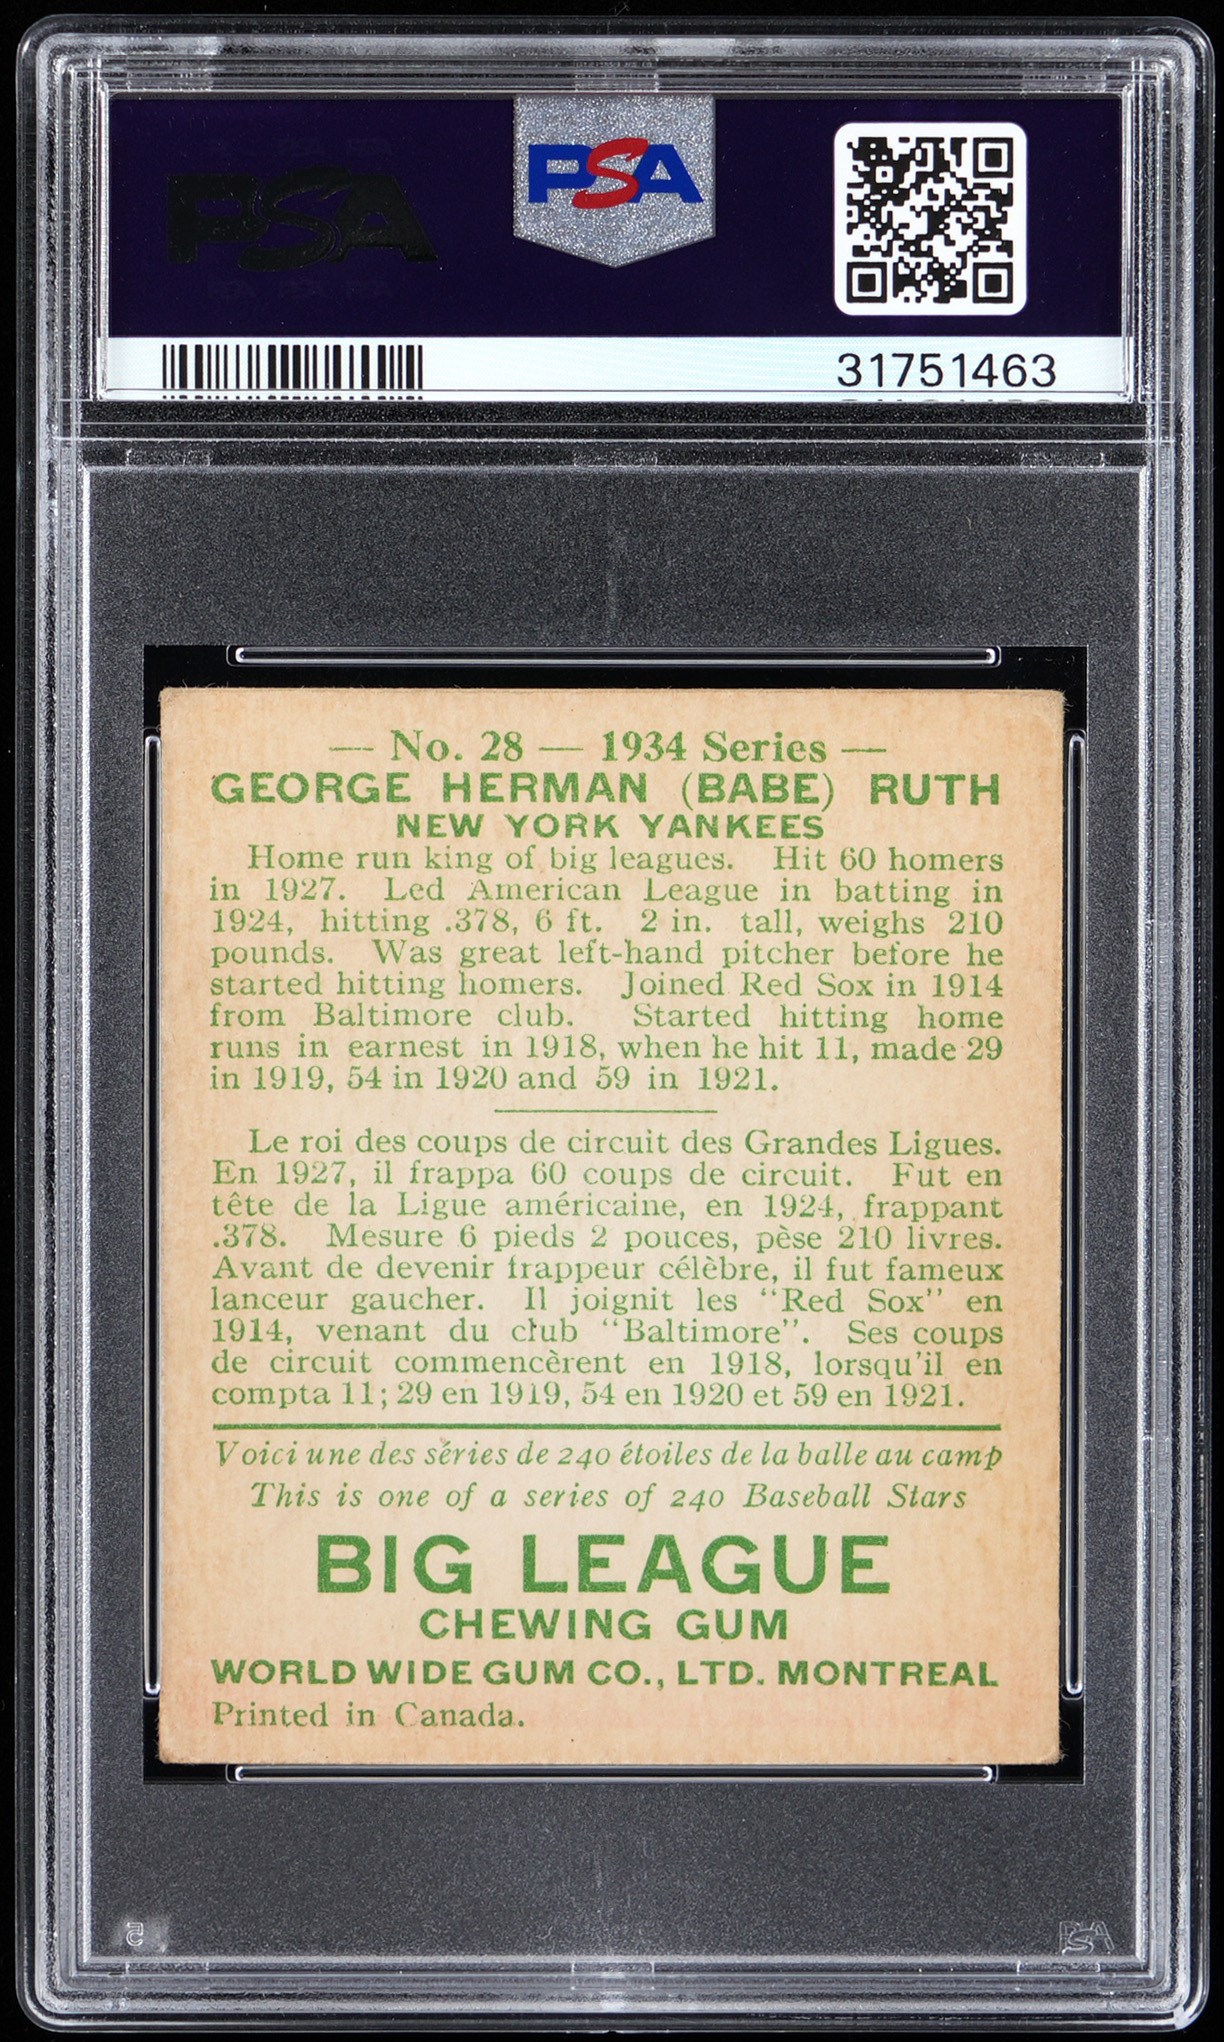 PSA
PSA
31751463
— No. 28 — 1934 Series —
GEORGE HERMAN (BABE) RUTH
NEW YORK YANKEES
Home run king of big leagues. Hit 60 homers
in 1927. Led American League in batting in
1924, hitting .378, 6 ft. 2 in. tall, weighs 210
pounds. Was great left-hand pitcher before he
started hitting homers. Joined Red Sox in 1914
from Baltimore club. Started hitting home
runs in earnest in 1918, when he hit 11, made 29
in 1919, 54 in 1920 and 59 in 1921.
Le roi des coups de circuit des Grandes Ligues.
En 1927, il frappa 60 coups de circuit. Fut en
tête de la Ligue américaine, en 1924, frappant
.378. Mesure 6 pieds 2 pouces, pèse 210 livres.
Avant de devenir frappeur célèbre, il fut fameux
lanceur gaucher. Il joignit les “Red Sox” en
1914, venant du club “Baltimore”. Ses coups
de circuit commencèrent en 1918, lorsqu'il en
compta 11; 29 en 1919, 54 en 1920 et 59 en 1921.
Voici une des séries de 240 étoiles de la balle au camp
This is one of a series of 240 Baseball Stars
BIG LEAGUE
CHEWING GUM
WORLD WIDE GUM CO., LTD. MONTREAL
Printed in Canada.
PSA